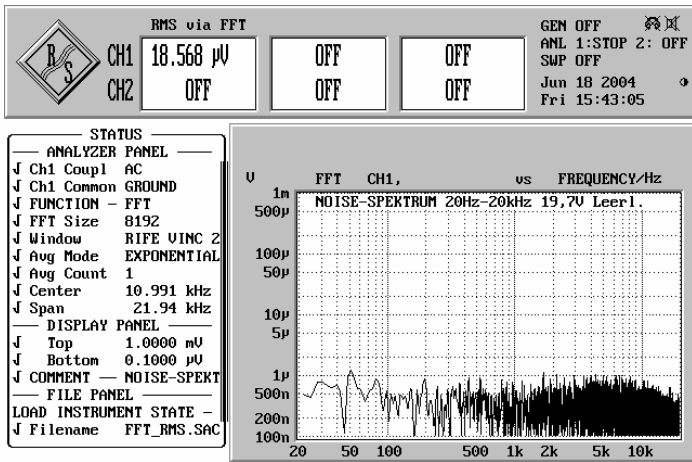 RMS via FFT
R S
CH1 18.568 µV OFF OFF
CH2 OFF OFF OFF
GEN OFF
ANL 1:STOP 2: OFF
SWP OFF
Jun 18 2004
Fri 15:43:05
STATUS
ANALYZER PANEL
Ch1 Coupl AC
Ch1 Common GROUND
FUNCTION - FFT
FFT Size 8192
Window RIFE VINC 2
Avg Mode EXPONENTIAL
Avg Count 1
Center 10.991 kHz
Span 21.94 kHz
DISPLAY PANEL
Top 1.0000 mV
Bottom 0.1000 µV
COMMENT — NOISE-SPEKT
FILE PANEL
LOAD INSTRUMENT STATE -
Filename FFT_RMS.SAC
V FFT CH1, vs FREQUENCY/Hz
NOISE-SPEKTRUM 20Hz-20kHz 19,7V Leerl.
1m
500µ
100µ
50µ
10µ
5µ
1µ
500n
200n
100n
20 50 100 500 1k 2k 5k 10k